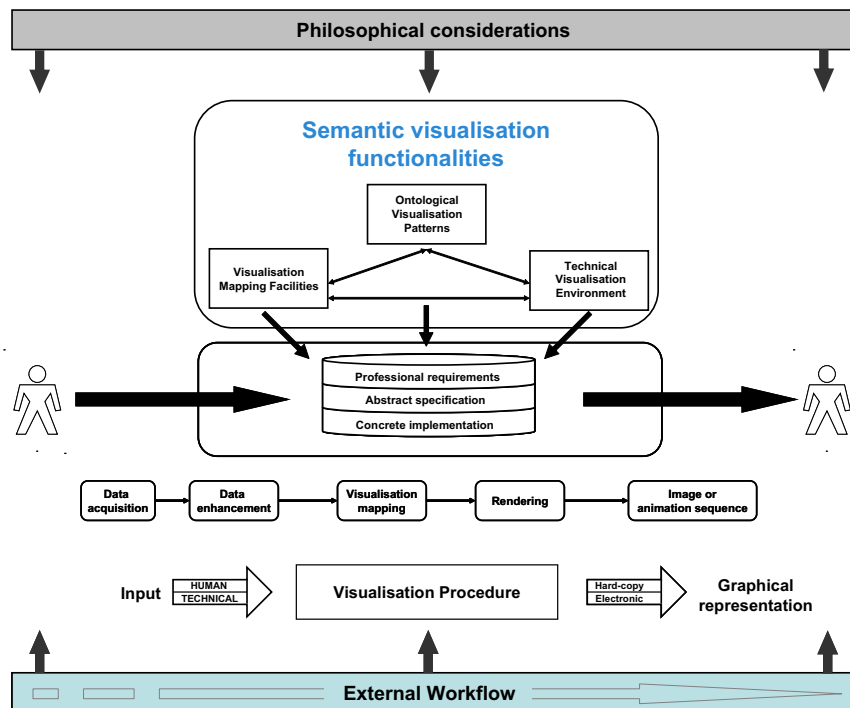 Philosophical considerations
Semantic visualisation
functionalities
Ontological
Visualisation
Patterns
Visualisation
Mapping Facilities
Technical
Visualisation
Environment
Professional requirements
Abstract specification
Concrete implementation
Data
acquisition
Data
enhancement
Visualisation
mapping
Rendering
Image or
animation sequence
Input
HUMAN
TECHNICAL
Visualisation Procedure
Hard-copy
Electronic
Graphical
representation
External Workflow